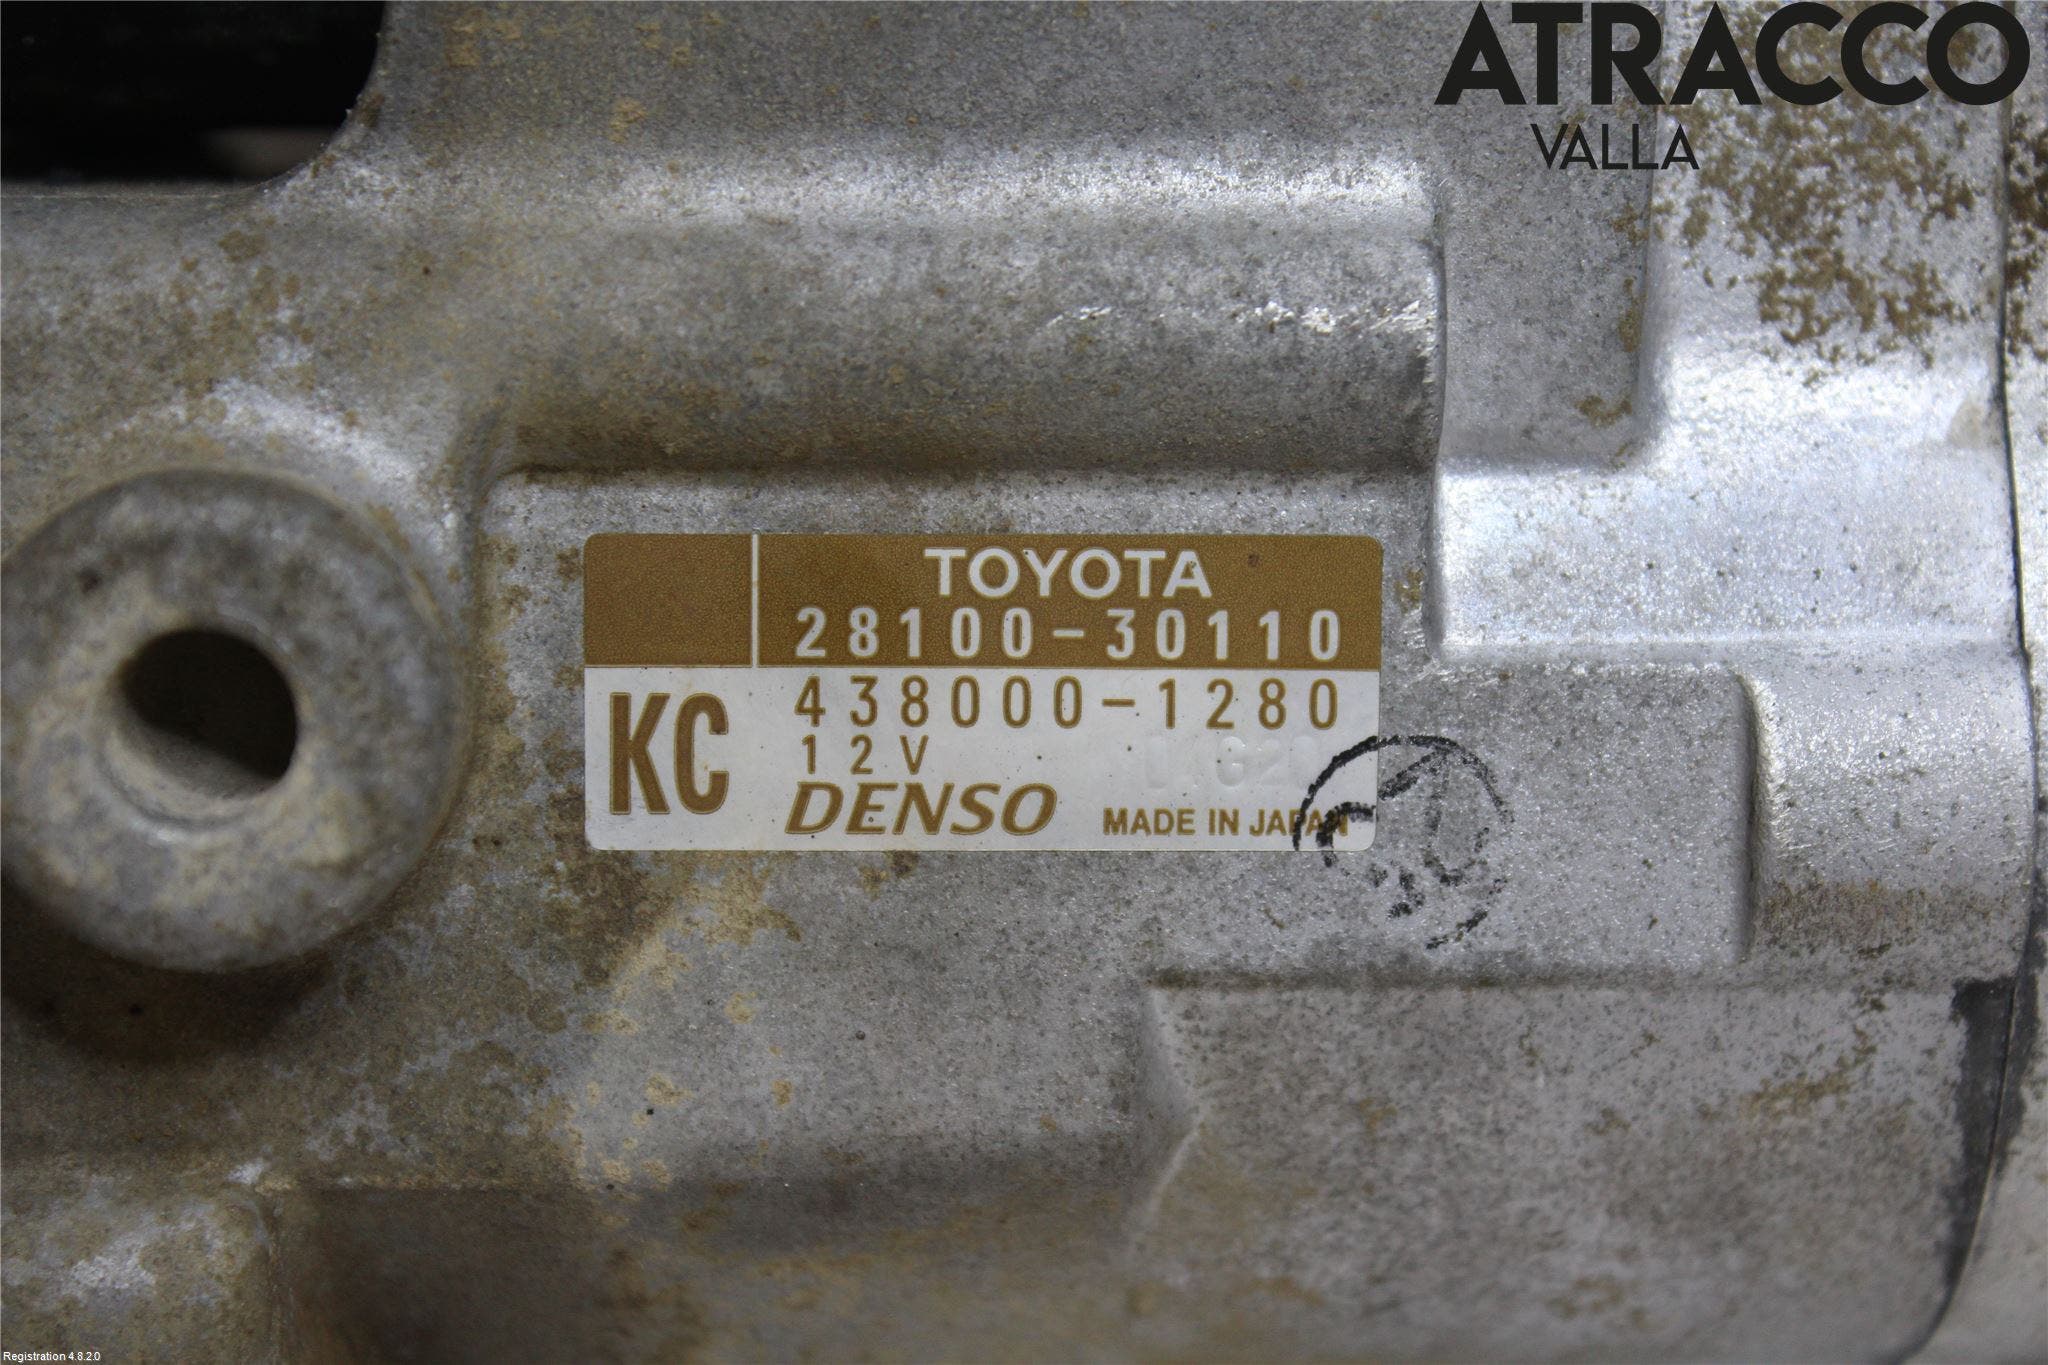 ATRACCO
VALLA
TOYOTA
28100-30110
KC
438000-1280
12V
DENSO
MADE IN JAPAN
Registration 4.8.2.0